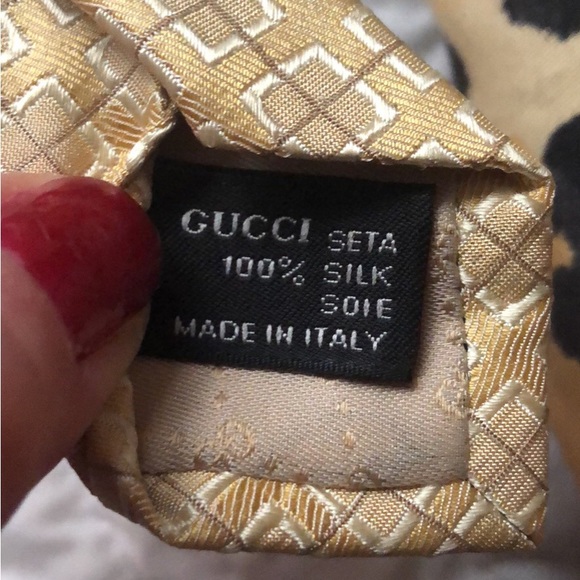 GUCCI SETA
100% SILK
SOIE
MADE IN ITALY